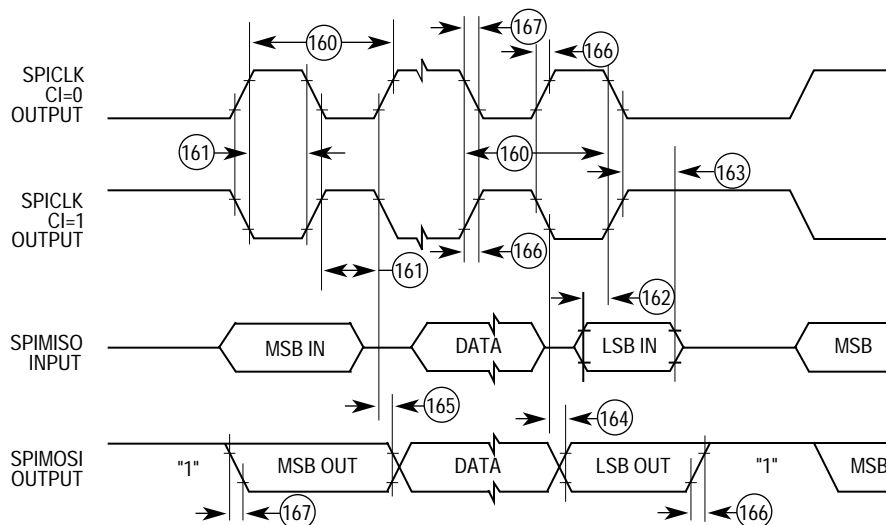 160
167
166
SPICLK
CI=0
OUTPUT
161
160
163
SPICLK
CI=1
OUTPUT
166
161
162
SPIMISO
INPUT
MSB IN
DATA
LSB IN
MSB
165
164
SPIMOSI
OUTPUT
"1"
MSB OUT
DATA
LSB OUT
"1"
MSB
167
166